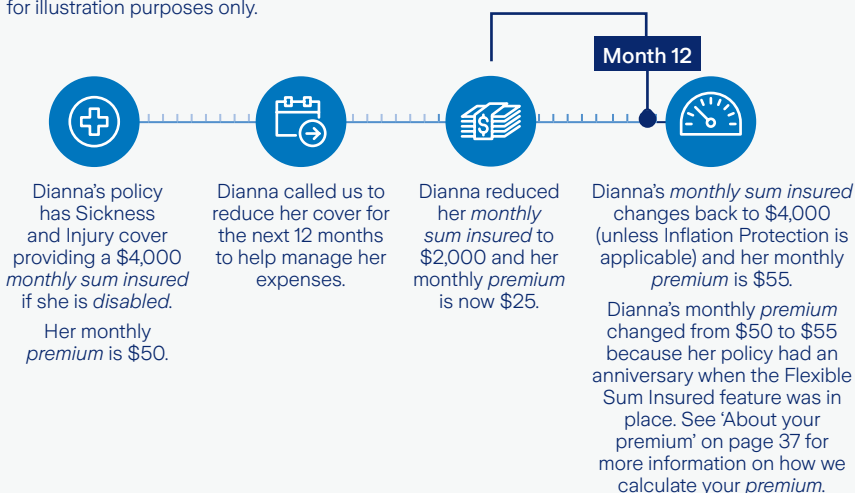 for illustration purposes only.
Month 12
Dianna’s policy
has Sickness
and Injury cover
providing a $4,000
monthly sum insured
if she is disabled.
Her monthly
premium is $50.
Dianna called us to
reduce her cover for
the next 12 months
to help manage her
expenses.
Dianna reduced
her monthly
sum insured to
$2,000 and her
monthly premium
is now $25.
Dianna’s monthly sum insured
changes back to $4,000
(unless Inflation Protection is
applicable) and her monthly
premium is $55.
Dianna’s monthly premium
changed from $50 to $55
because her policy had an
anniversary when the Flexible
Sum Insured feature was in
place. See ‘About your
premium’ on page 37 for
more information on how we
calculate your premium.